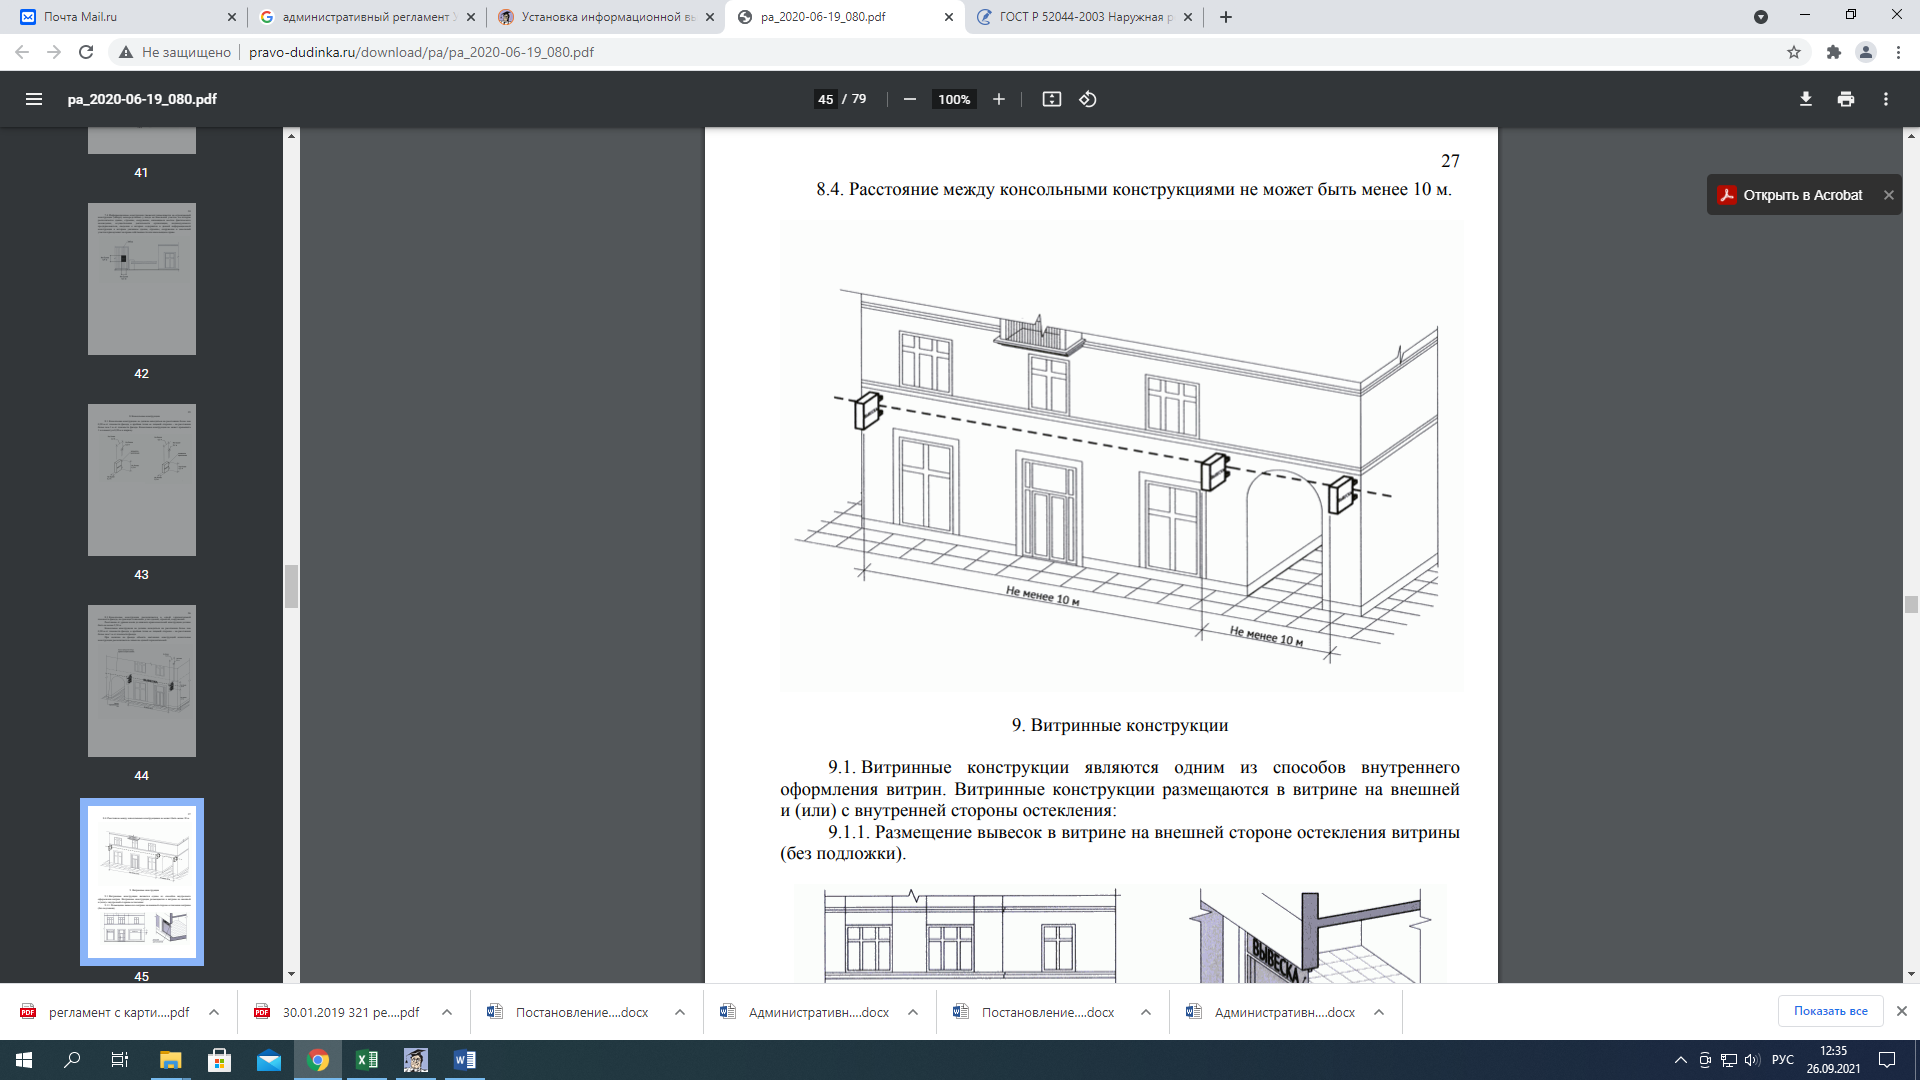 Почта Mail.ru
административный регламент У
Установка информационной вы
pa_2020-06-19_080.pdf
ГОСТ Р 52044-2003 Наружная р
Не защищено
pravo-dudinka.ru/download/pa/pa_2020-06-19_080.pdf
pa_2020-06-19_080.pdf
45 / 79
100%
Открыть в Acrobat
41
42
43
44
45
27
8.4. Расстояние между консольными конструкциями не может быть менее 10 м.
Не менее 10 м
Не менее 10 м
9. Витринные конструкции
9.1. Витринные конструкции являются одним из способов внутреннего
оформления витрин. Витринные конструкции размещаются в витрине на внешней
и (или) с внутренней стороны остекления:
9.1.1. Размещение вывесок в витрине на внешней стороне остекления витрины
(без подложки).
ВЫВЕСКА
регламент с карти....pdf
30.01.2019 321 ре....pdf
Постановление....docx
Административн....docx
Постановление....docx
Административн....docx
Показать все
РУС
12:35
26.09.2021